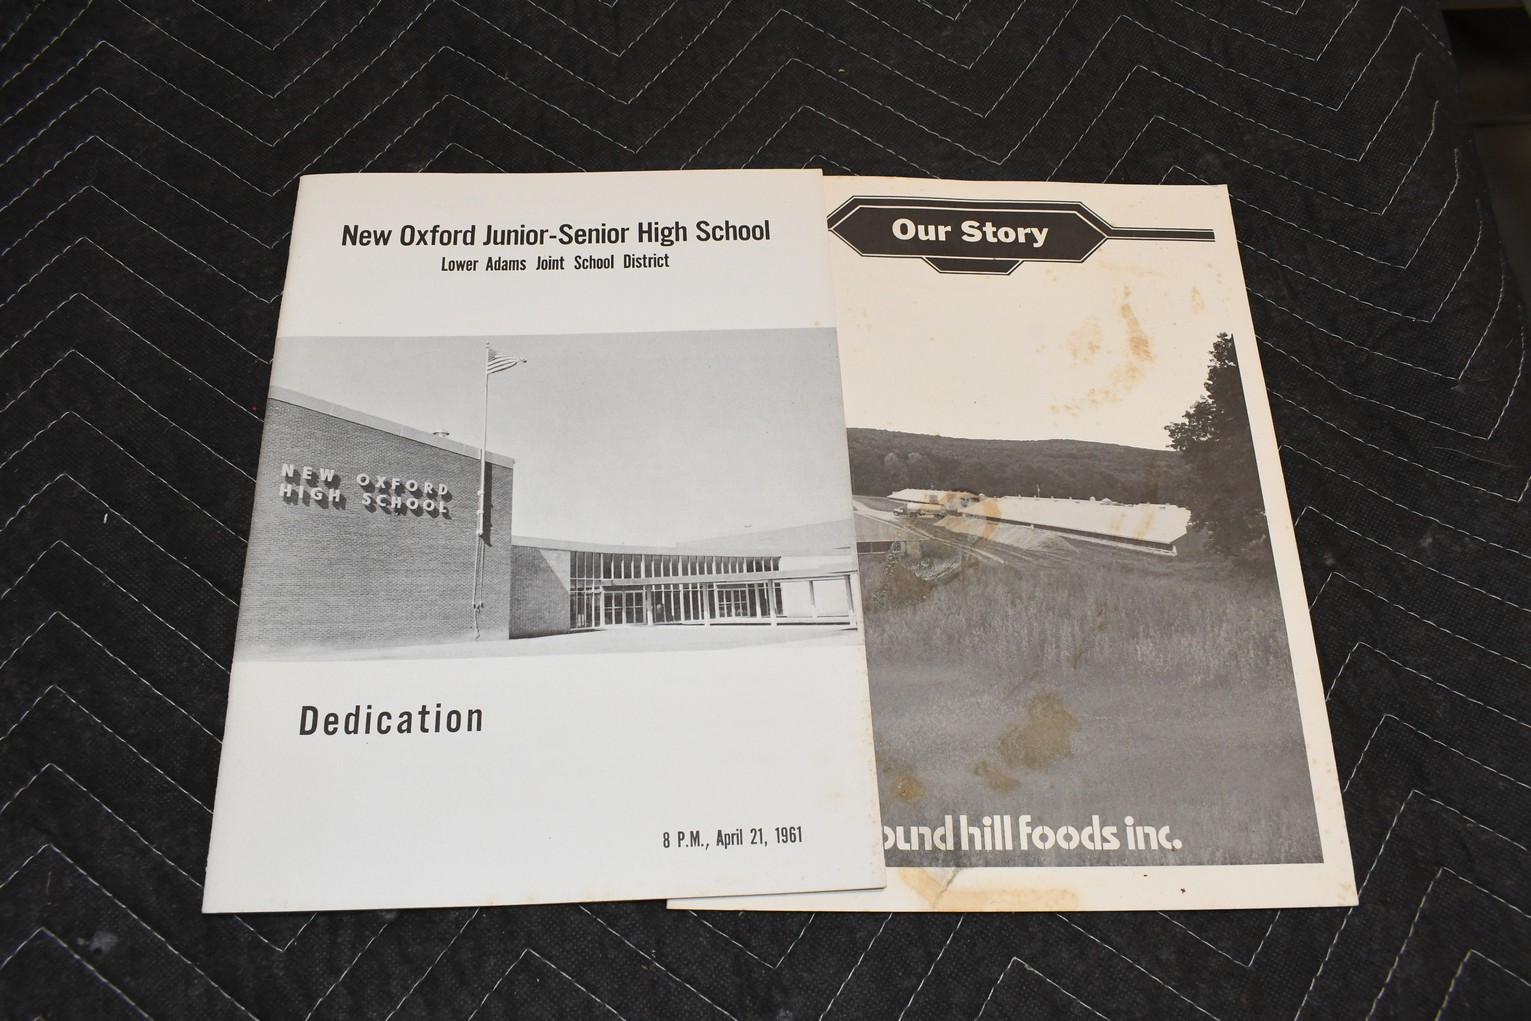 New Oxford Junior-Senior High School
Lower Adams Joint School District
NEW OXFORD
HIGH SCHOOL
Dedication
8 P.M., April 21, 1961
Our Story
ound hill foods inc.